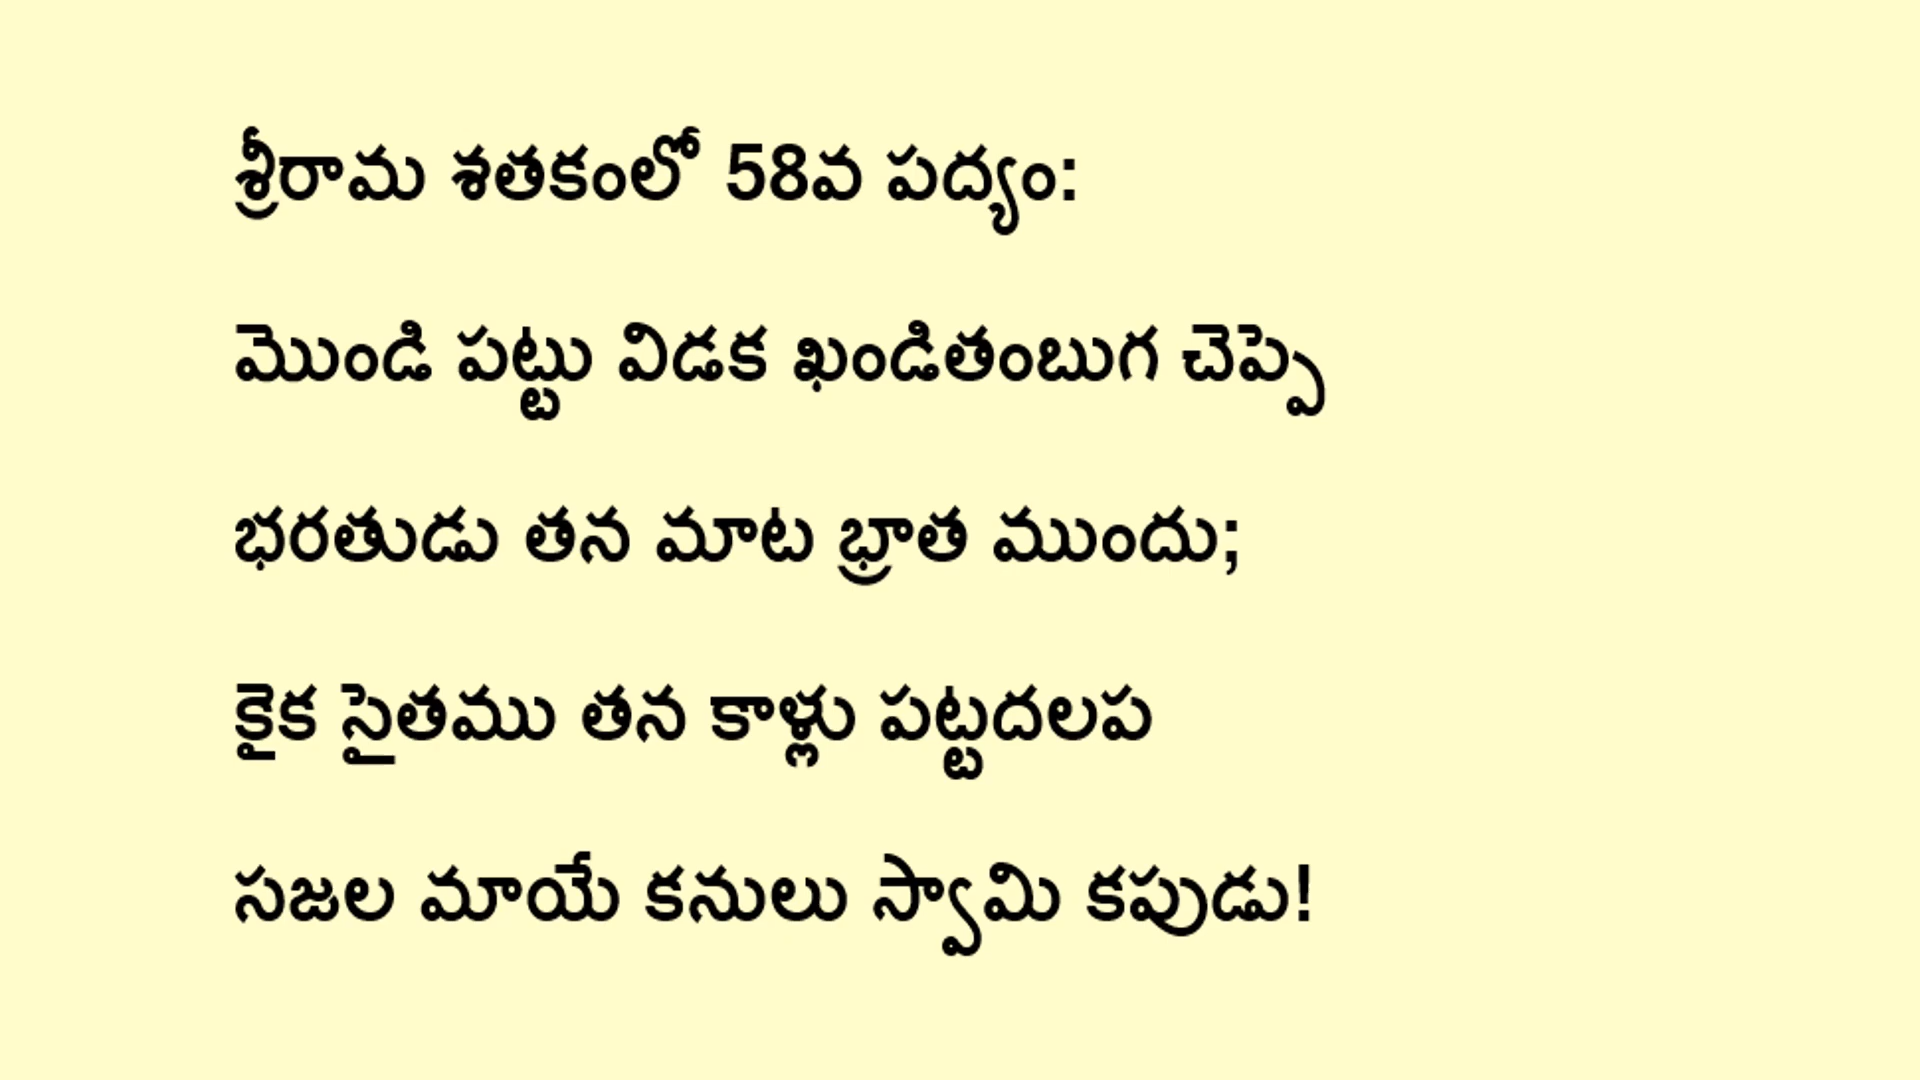 శ్రీరామ శతకంలో 58వ పద్యం:
మొండి పట్టు విడక ఖండితంబుగ చెప్పె
భరతుడు తన మాట భ్రాత ముందు;
కైక సైతము తన కాళ్లు పట్టదలప
సజల మాయే కనులు స్వామి కపుడు!